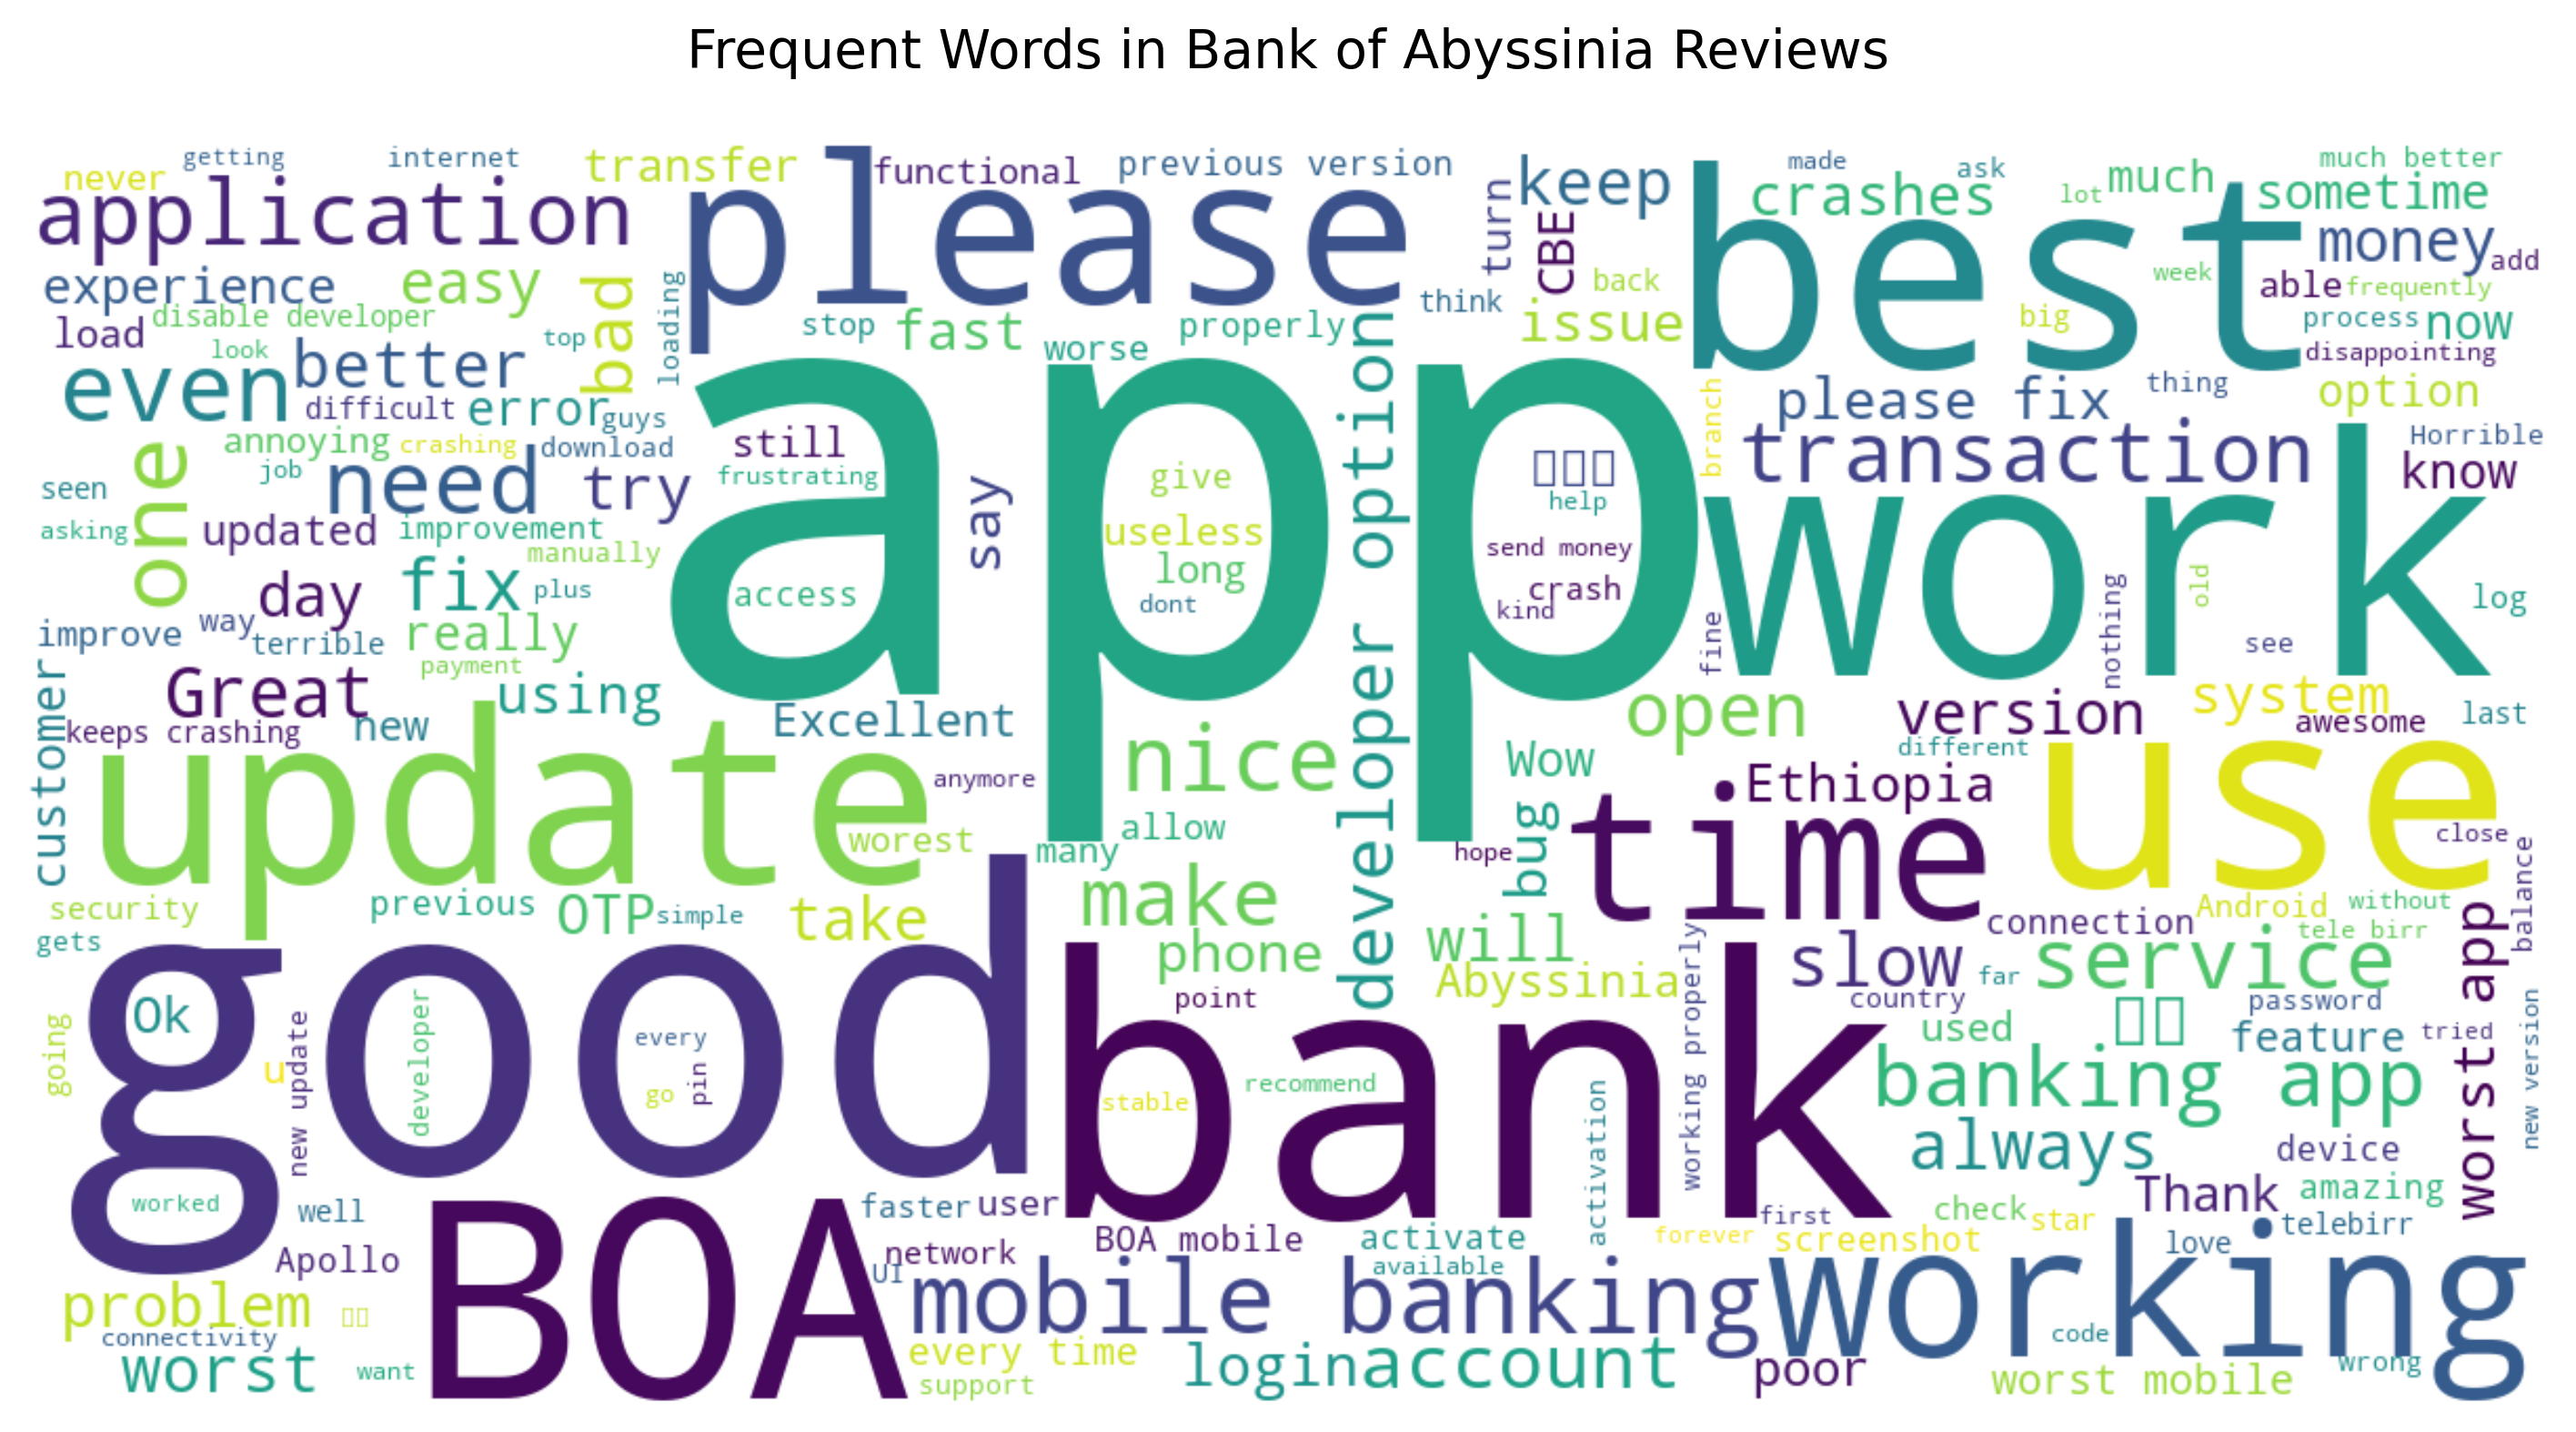 Frequent Words in Bank of Abyssinia Reviews
never
getting
internet
transfer
please
functional
previous version
turn
CBE
keep
best
crashes
made
ask
lot
much
much better
sometime
application
experience
easy
bad
loading
stop
fast
worse
properly
developer option
think
back
issue
big
week
money
add
able
frequently
process
now
disappointing
load
disable developer
look
top
better
even
difficult
error
guys
app
branch
please fix
thing
option
transaction
Horrible
know
one
annoying
crashing
download
job
need
try
seen
asking
updated
improvement
manually
still
frustrating
say
give
useless
long
dont
access
help
send money
crash
kind
work
old
log
nothing
see
fine
day
fix
plus
improve
way
terrible
really
payment
customer
Great
using
keeps crashing
new
Excellent
nice
open
version
system
awesome
last
different
update
anymore
worest
many
allow
Wow
bug
hope
time
Ethiopia
use
close
balance
security
gets
previous
OTP
simple
take
make
phone
will
Abyssinia
point
working properly
slow
connection
far
country
Android
without
tele birr
service
worst app
good
Ok
going
u
new update
developer
every
go
pin
bank
stable
recommend
activation
used
password
feature
tried
new version
banking app
always
device
worked
well
Apollo
BOA
faster
user
network
UI
BOA mobile
activate
available
forever
first
screenshot
check
star
Thank
amazing
love
telebirr
problem
connectivity
worst
want
mobile banking
every time
support
login
account
working
code
poor
worst mobile
wrong